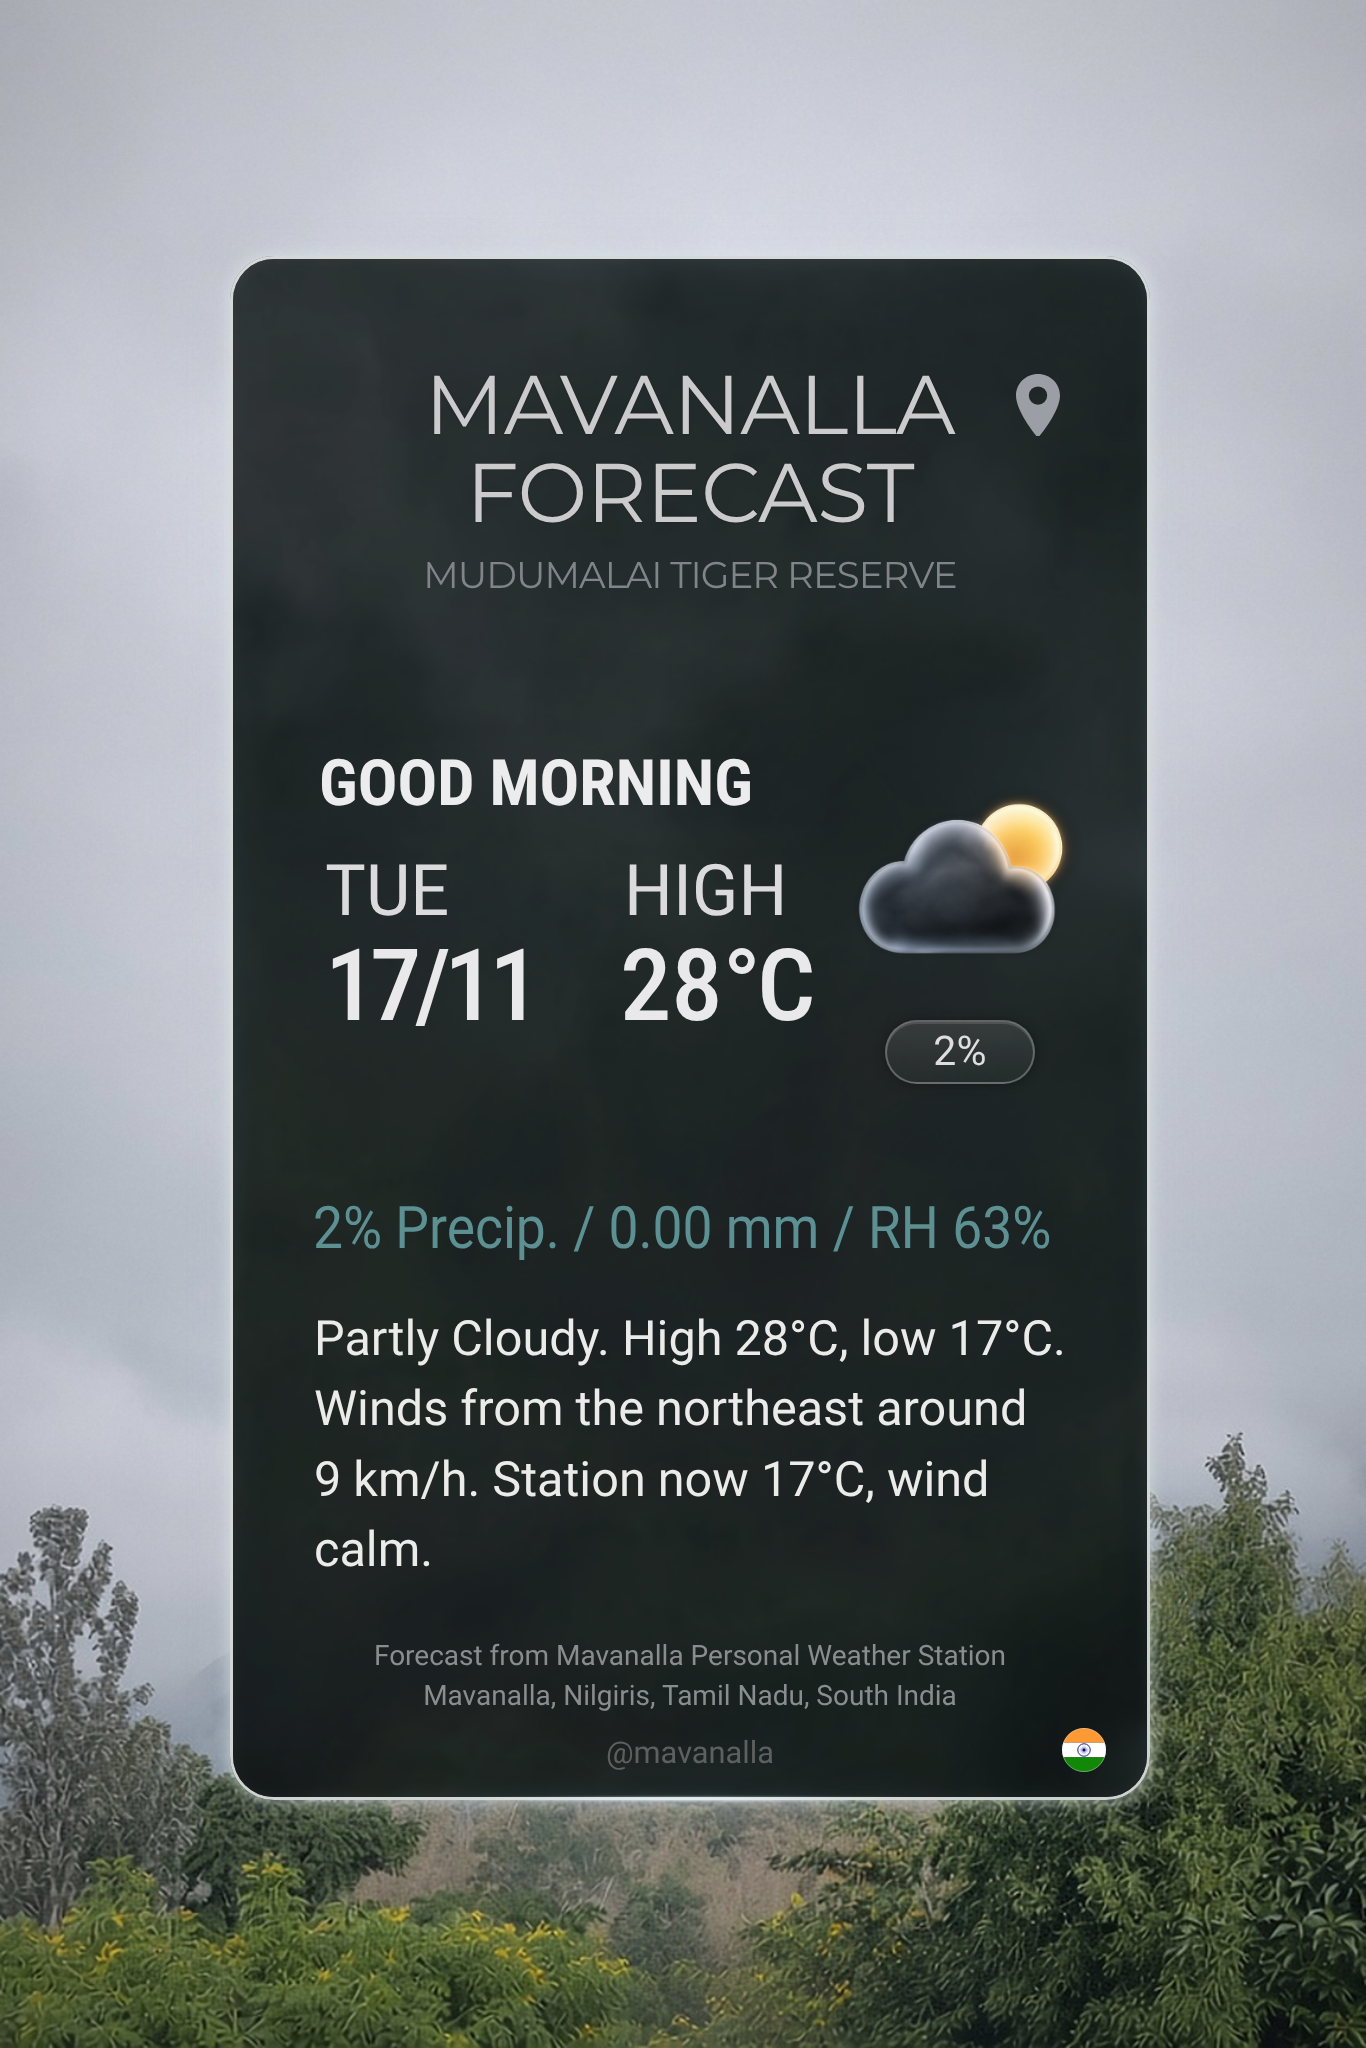 MAVANALLA
FORECAST
MUDUMALAI TIGER RESERVE
GOOD MORNING
TUE
17/11
HIGH
28°C
2%
2% Precip. / 0.00 mm / RH 63%
Partly Cloudy. High 28°C, low 17°C.
Winds from the northeast around
9 km/h. Station now 17°C, wind
calm.
Forecast from Mavanalla Personal Weather Station
Mavanalla, Nilgiris, Tamil Nadu, South India
@mavanalla